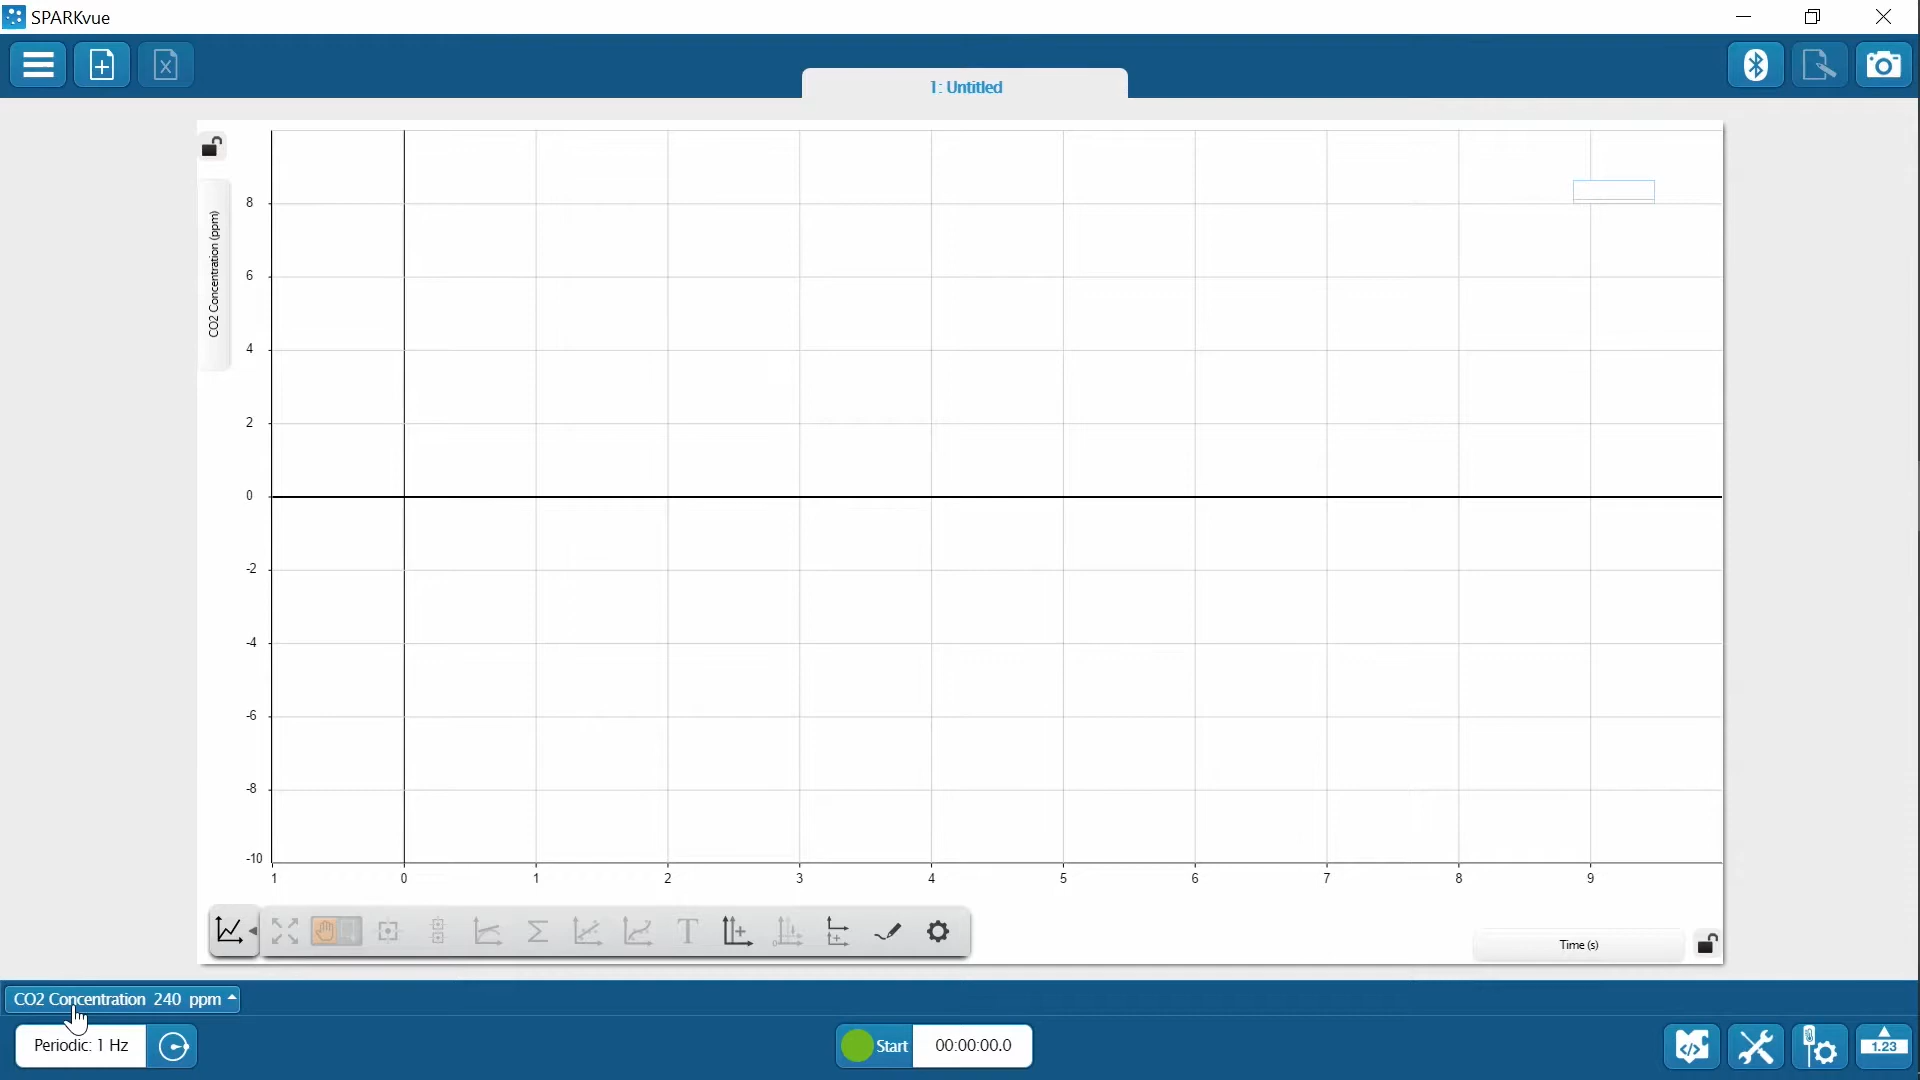 SPARKvue
1: Untitled
CO2 Concentration (ppm)
8
6
4
2
0
-2
-4
-6
-8
-10
1
0
1
2
3
4
5
6
7
8
9
T
Time (s)
CO2 Concentration 240 ppm
Periodic: 1 Hz
Start
00:00:00.0
1.23